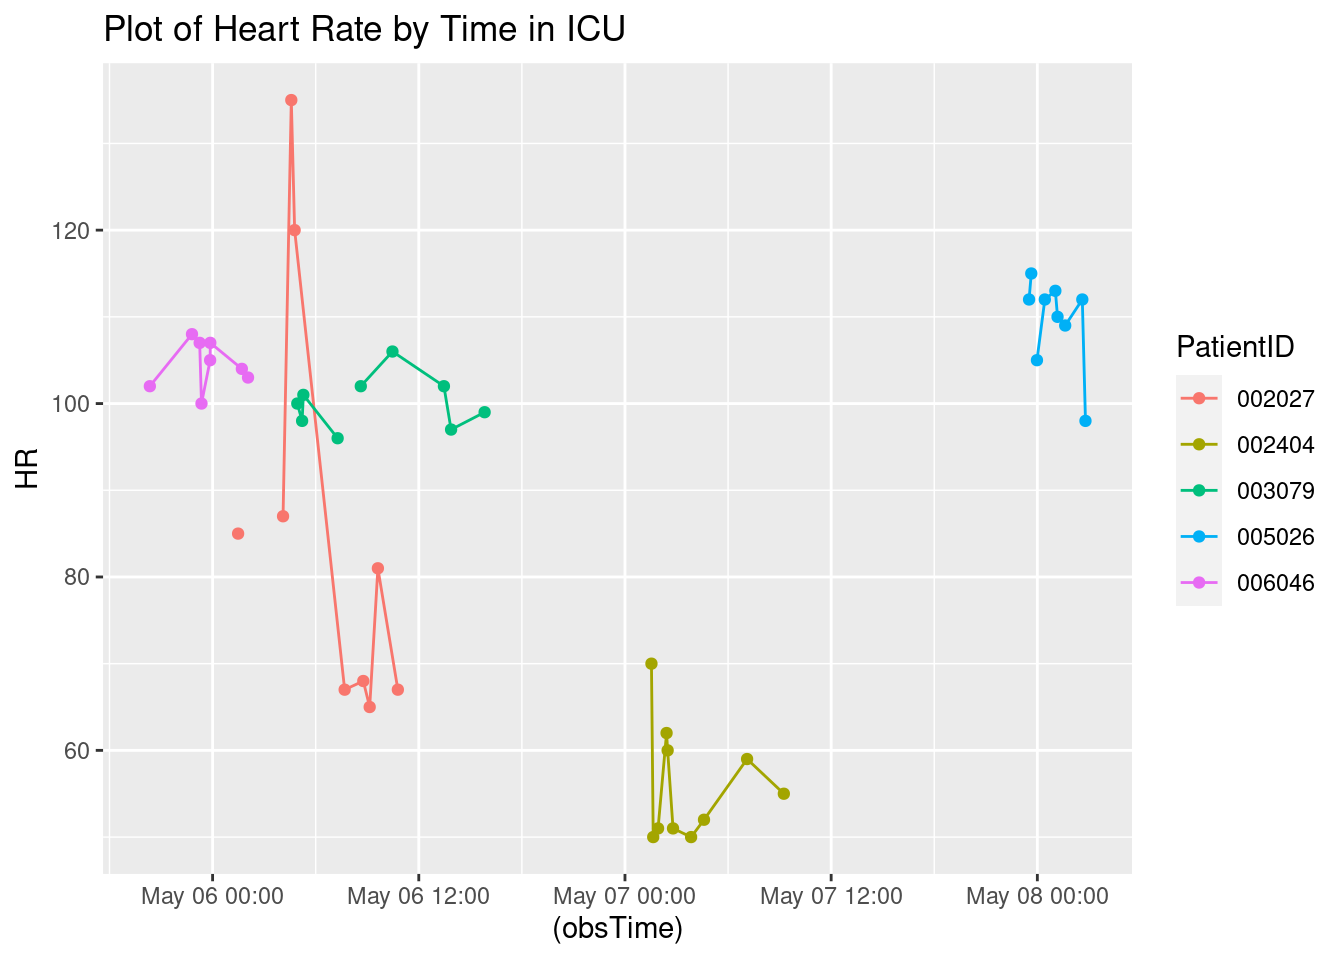 Plot of Heart Rate by Time in ICU
HR
120
100
80
60
May 06 00:00
May 06 12:00
May 07 00:00
May 07 12:00
May 08 00:00
(obsTime)
PatientID
002027
002404
003079
005026
006046